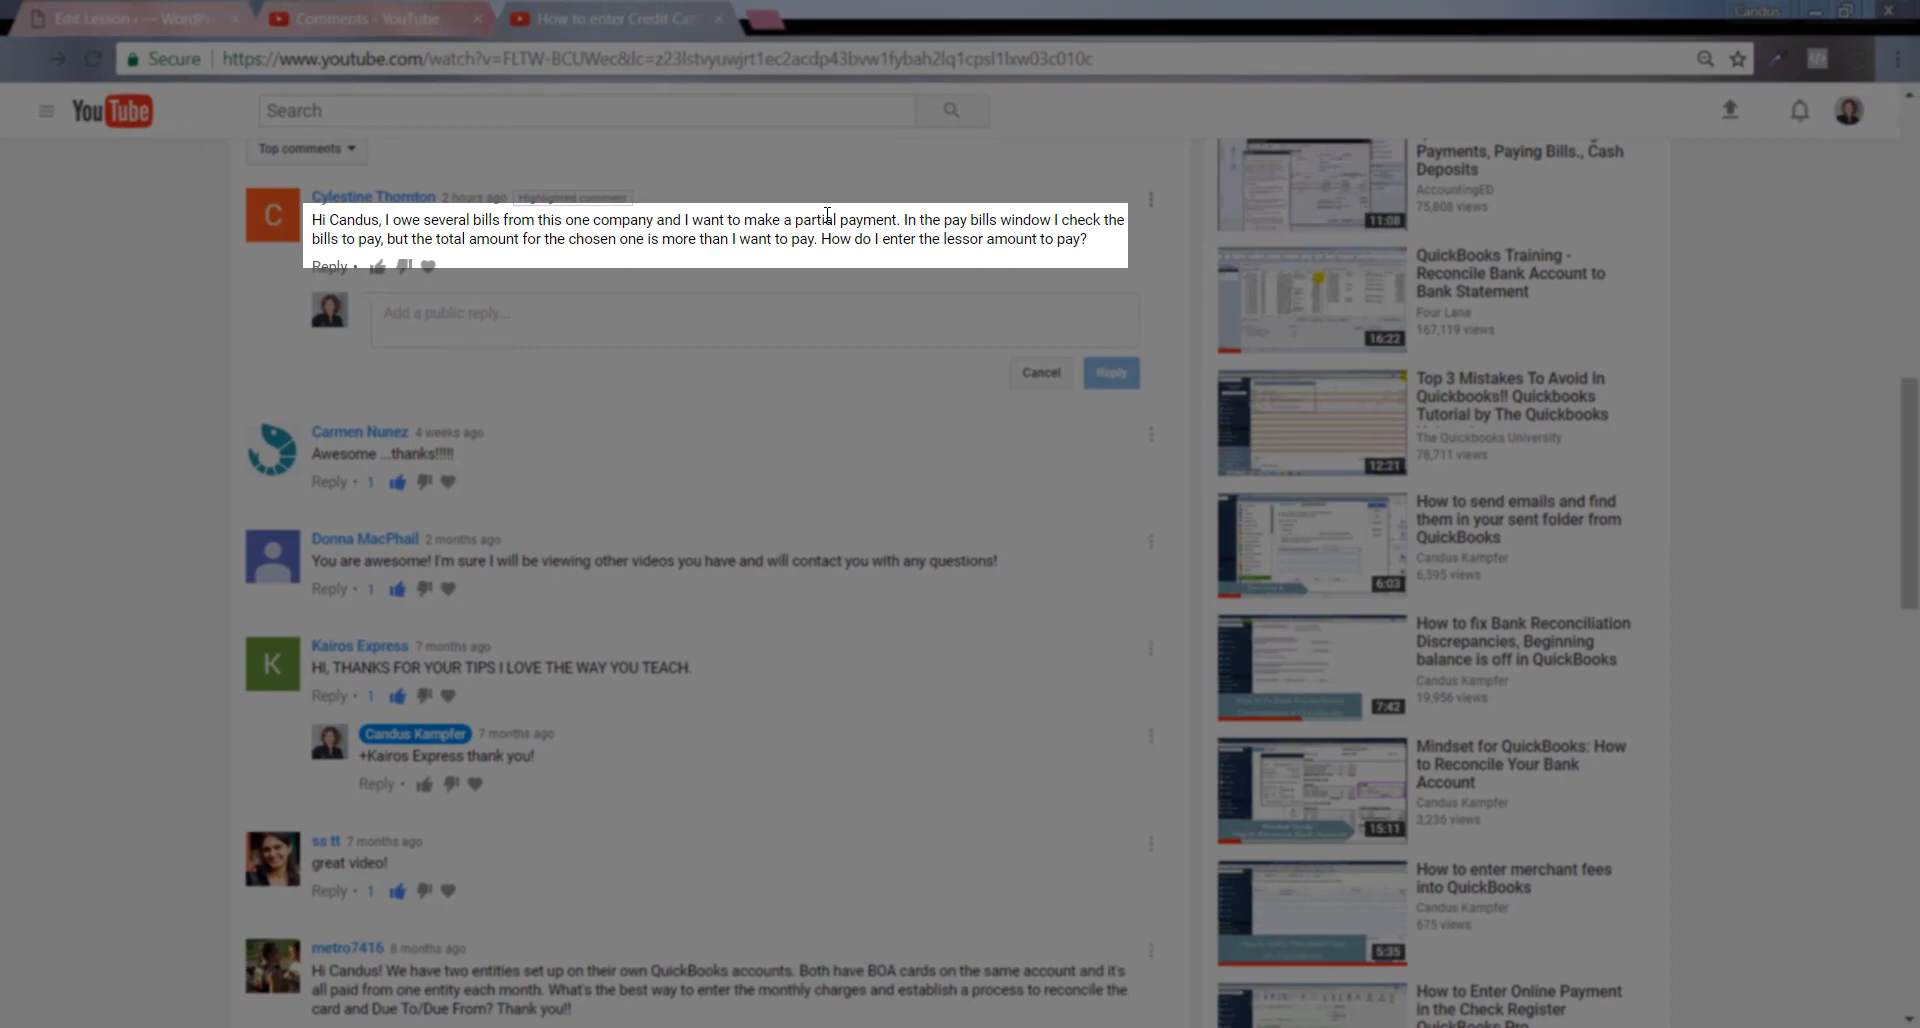 Edit Lesson ‹ — WordPr
Comments - YouTube
How to enter Credit Car
Candus
Secure
https://www.youtube.com/watch?v=FLTW-BCUWec&lc=z23lstvyuwjrt1ec2acdp43bvw1fybah2lq1cpsl1lxw03c010c
YouTube
Search
Top comments
Cylestine Thornton 2 hours ago Highlighted comment
C
Hi Candus, I owe several bills from this one company and I want to make a partial payment. In the pay bills window I check the
bills to pay, but the total amount for the chosen one is more than I want to pay. How do I enter the lessor amount to pay?
Reply •
Add a public reply...
Cancel
Reply
Carmen Nunez 4 weeks ago
Awesome ...thanks!!!!!
Reply • 1
Donna MacPhail 2 months ago
You are awesome! I'm sure I will be viewing other videos you have and will contact you with any questions!
Reply • 1
Kairos Express 7 months ago
K
HI, THANKS FOR YOUR TIPS I LOVE THE WAY YOU TEACH.
Reply • 1
Candus Kampfer 7 months ago
+Kairos Express thank you!
Reply •
ss tt 7 months ago
great video!
Reply • 1
metro7416 8 months ago
Hi Candus! We have two entities set up on their own QuickBooks accounts. Both have BOA cards on the same account and it's
all paid from one entity each month. What's the best way to enter the monthly charges and establish a process to reconcile the
card and Due To/Due From? Thank you!!
Payments, Paying Bills., Cash
Deposits
AccountingED
75,808 views
11:08
QuickBooks Training -
Reconcile Bank Account to
Bank Statement
Four Lane
167,119 views
16:22
Top 3 Mistakes To Avoid In
Quickbooks!! Quickbooks
Tutorial by The Quickbooks
The Quickbooks University
78,711 views
12:21
How to send emails and find
them in your sent folder from
QuickBooks
Candus Kampfer
6,595 views
6:03
How to fix Bank Reconciliation
Discrepancies, Beginning
balance is off in QuickBooks
Candus Kampfer
19,956 views
7:42
Mindset for QuickBooks: How
to Reconcile Your Bank
Account
Candus Kampfer
3,236 views
15:11
How to enter merchant fees
into QuickBooks
Candus Kampfer
675 views
5:35
How to Enter Online Payment
in the Check Register
QuickBooks Pro